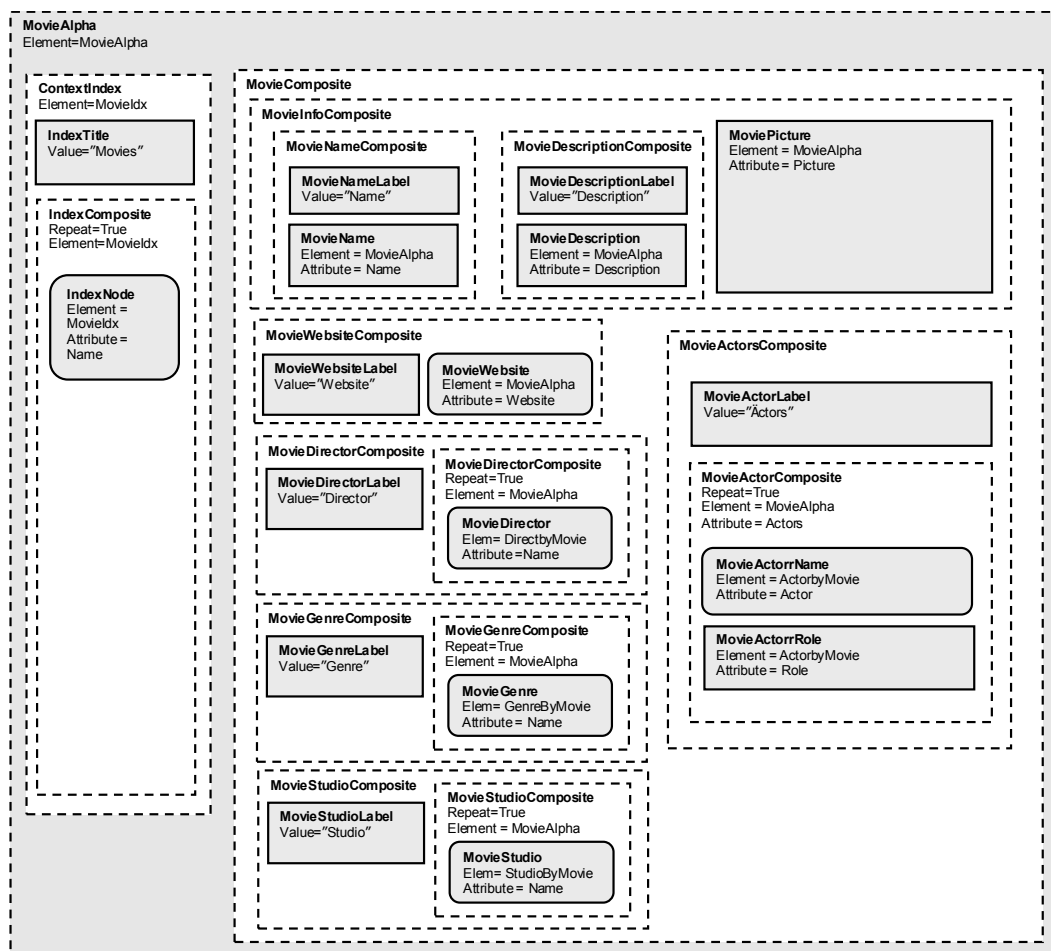 MovieAlpha
Element=MovieAlpha
ContextIndex
Element=MovieIdx
IndexTitle
Value=″Movies″
IndexComposite
Repeat=True
Element=MovieIdx
IndexNode
Element =
MovieIdx
Attribute =
Name
MovieComposite
MovieInfoComposite
MovieNameComposite
MovieNameLabel
Value=″Name″
MovieName
Element = MovieAlpha
Attribute = Name
MovieDescriptionComposite
MovieDescriptionLabel
Value=″Description″
MovieDescription
Element = MovieAlpha
Attribute = Description
MoviePicture
Element = MovieAlpha
Attribute = Picture
MovieWebsiteComposite
MovieWebsiteLabel
Value=″Website″
MovieWebsite
Element = MovieAlpha
Attribute = Website
MovieDirectorComposite
MovieDirectorLabel
Value=″Director″
MovieDirectorComposite
Repeat=True
Element = MovieAlpha
MovieDirector
Elem= DirectbyMovie
Attribute =Name
MovieGenreComposite
MovieGenreLabel
Value=″Genre″
MovieGenreComposite
Repeat=True
Element = MovieAlpha
MovieGenre
Elem= GenreByMovie
Attribute = Name
MovieStudioComposite
MovieStudioLabel
Value=″Studio″
MovieStudioComposite
Repeat=True
Element = MovieAlpha
MovieStudio
Elem= StudioByMovie
Attribute = Name
MovieActorsComposite
MovieActorLabel
Value=″Äctors″
MovieActorComposite
Repeat=True
Element = MovieAlpha
Attribute = Actors
MovieActorrName
Element = ActorbyMovie
Attribute = Actor
MovieActorrRole
Element = ActorbyMovie
Attribute = Role